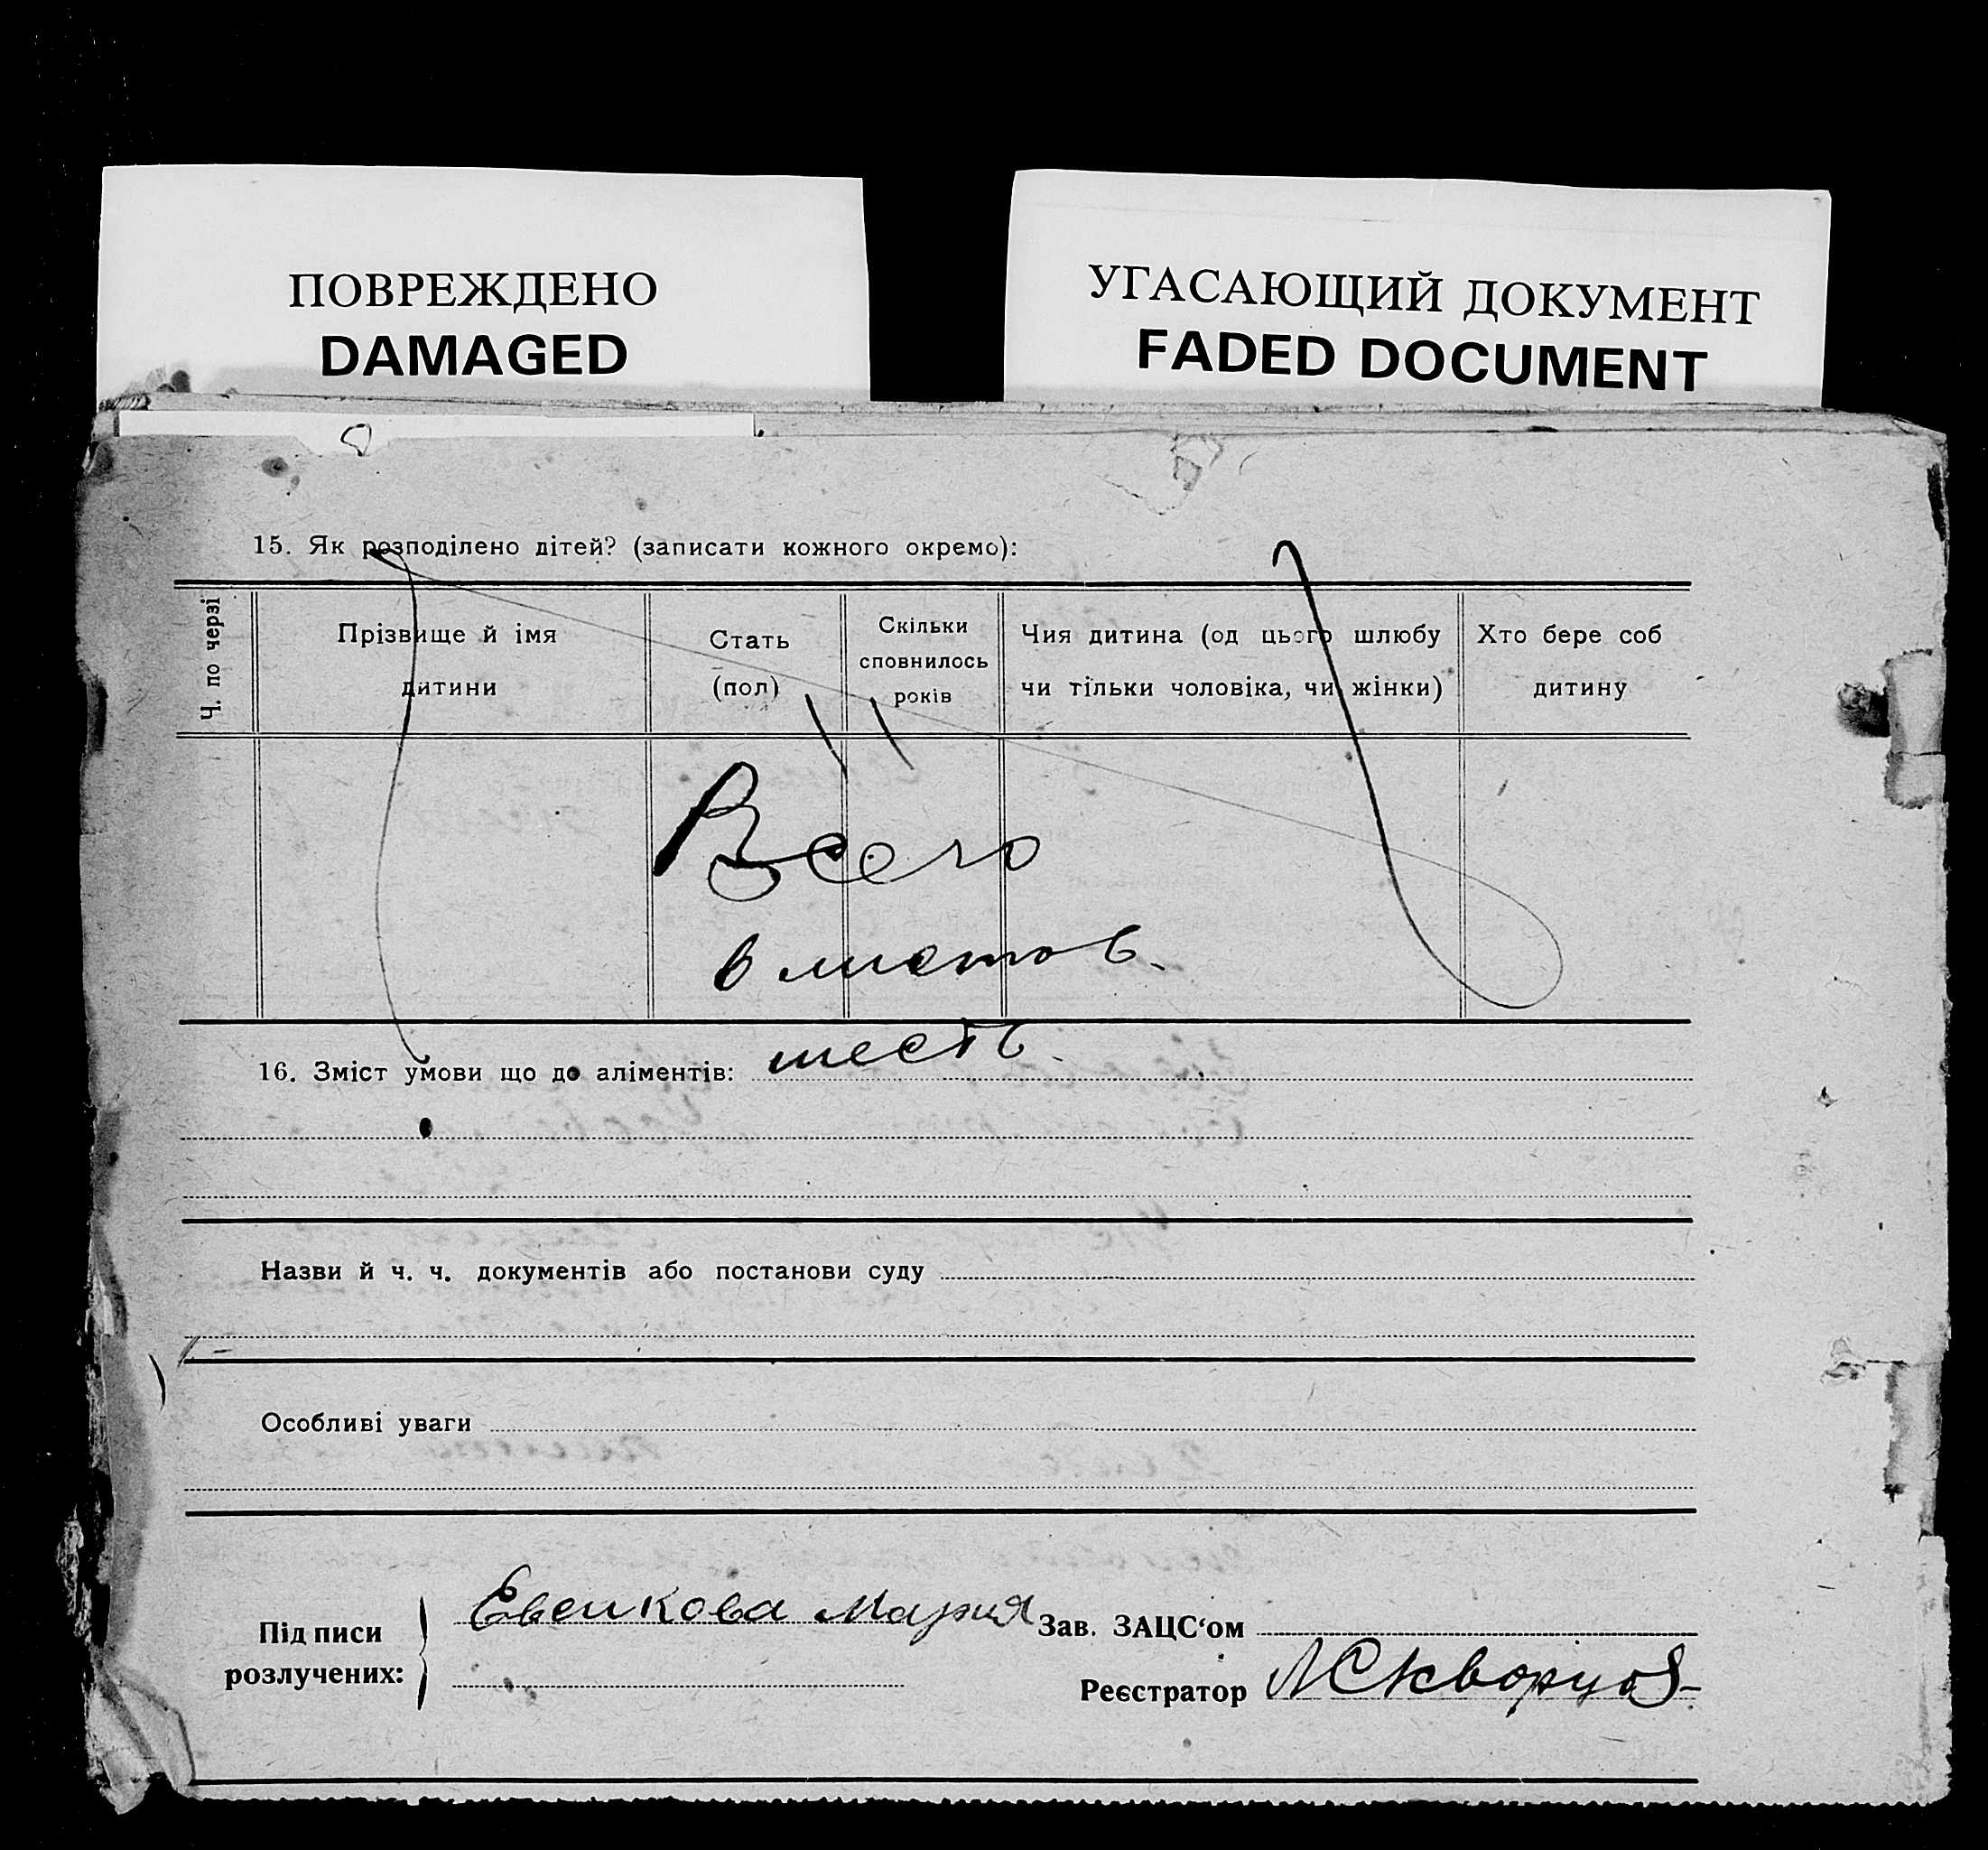 ПОВРЕЖДЕНО
DAMAGED
УГАСАЮЩИЙ ДОКУМЕНТ
FADED DOCUMENT
15. Як розподілено дітей? (записати кожного окремо):
Ч. по черзі
Прізвище й імя
дитини
Стать
(пол)
Скільки
сповнилось
років
Чия дитина (од цього шлюбу
чи тільки чоловіка, чи жінки)
Хто бере соб
дитину
Всего
6 листов.
шесть
16. Зміст умови що до аліментів:
Назви й ч. ч. документів або постанови суду
Особливі уваги
Підписи
розлучених:
Евенкова Мария
Зав. ЗАЦС‘ом
Реєстратор
МСкворцов